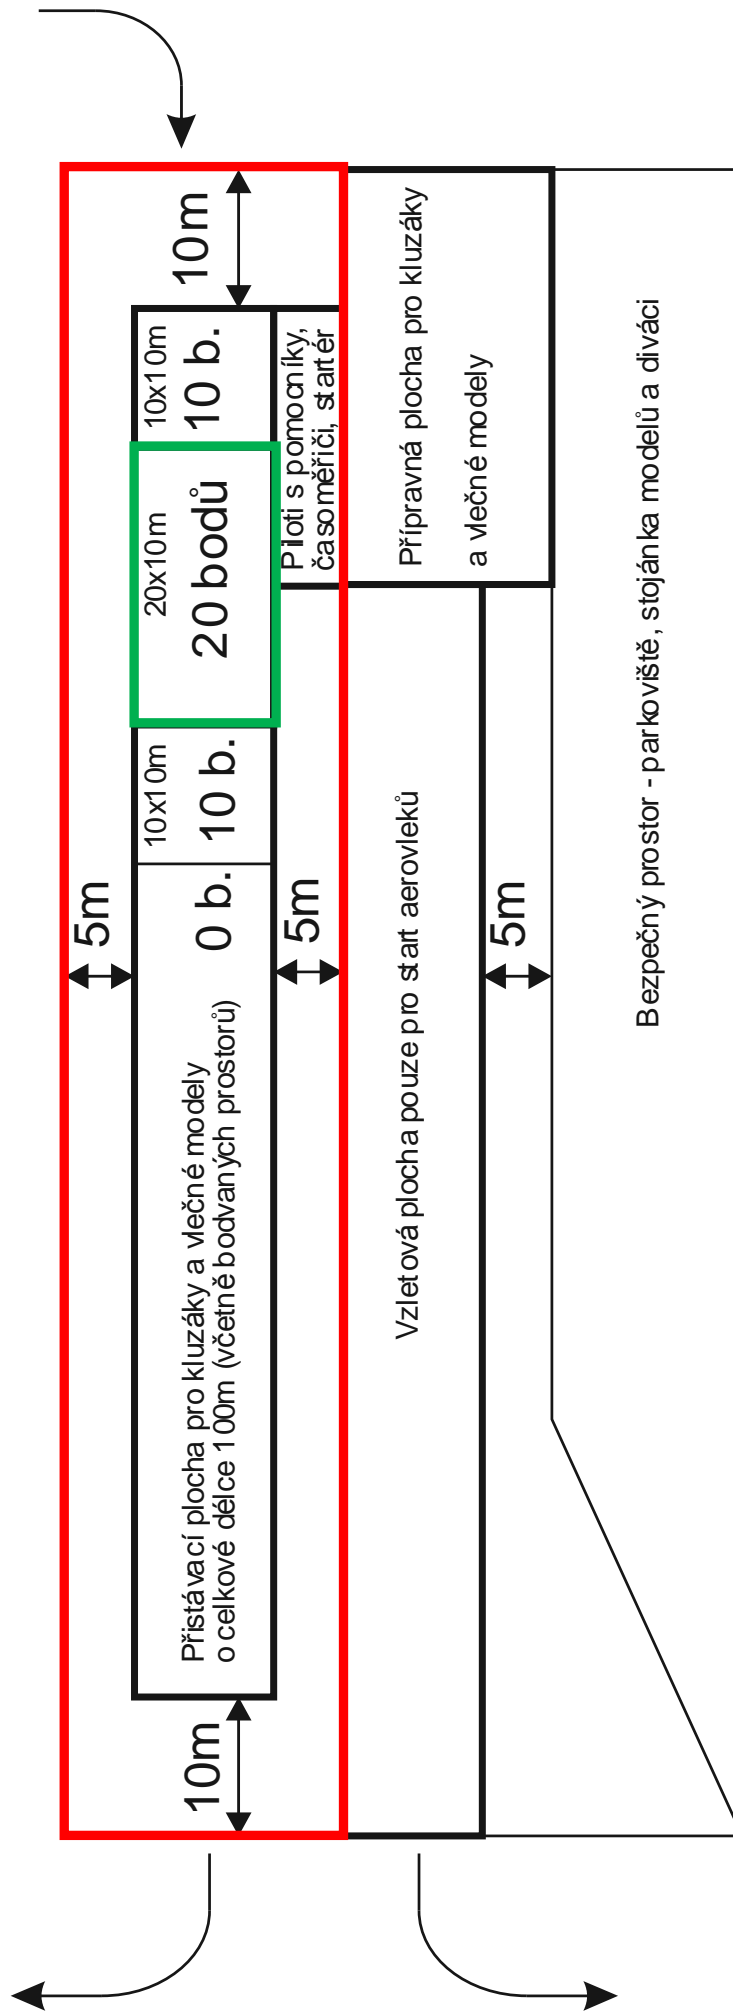 10m
10x10m
10 b.
20x10m
20 bodů
10x10m
10 b.
0 b.
5m
5m
5m
Piloti s pomocníky,
časoměřiči, startér
Přípravná plocha pro kluzáky
a vlečné modely
Přistávací plocha pro kluzáky a vlečné modely
o celkové délce 100m (včetně bodvaných prostorů)
Vzletová plocha pouze pro start aerovleků
Bezpečný prostor - parkoviště, stojánka modelů a diváci
10m